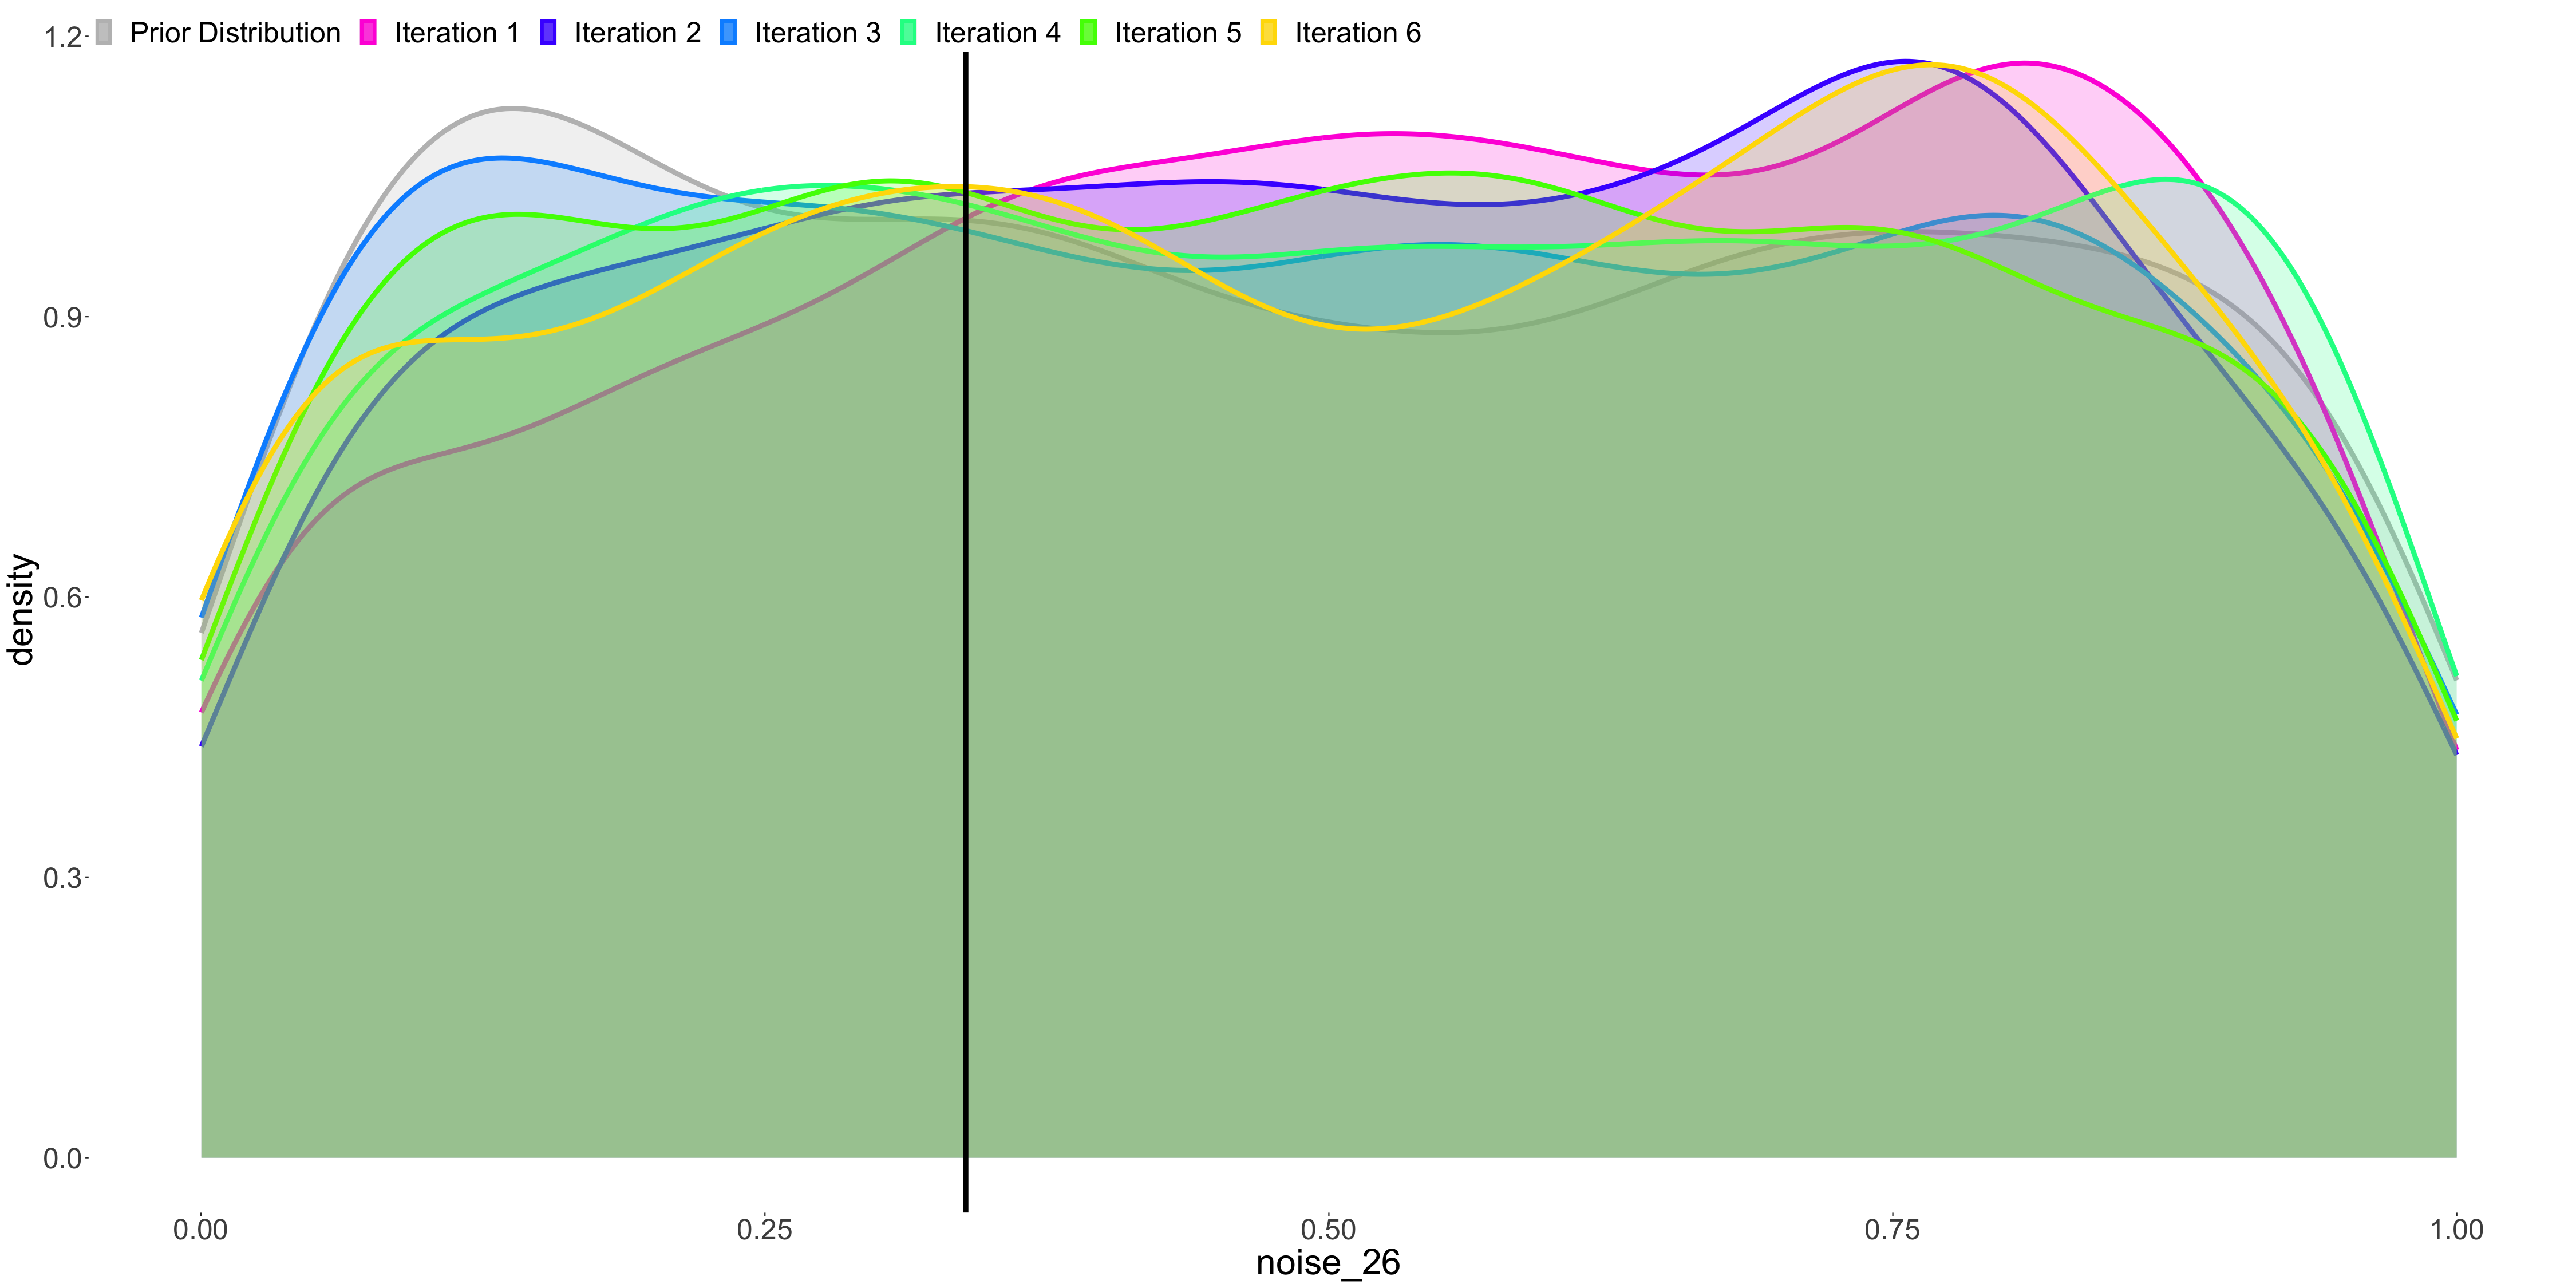 Prior Distribution Iteration 1 Iteration 2 Iteration 3 Iteration 4 Iteration 5 Iteration 6
1.2
0.9
0.6
0.3
0.0
density
0.00 0.25 0.50 0.75 1.00
noise_26